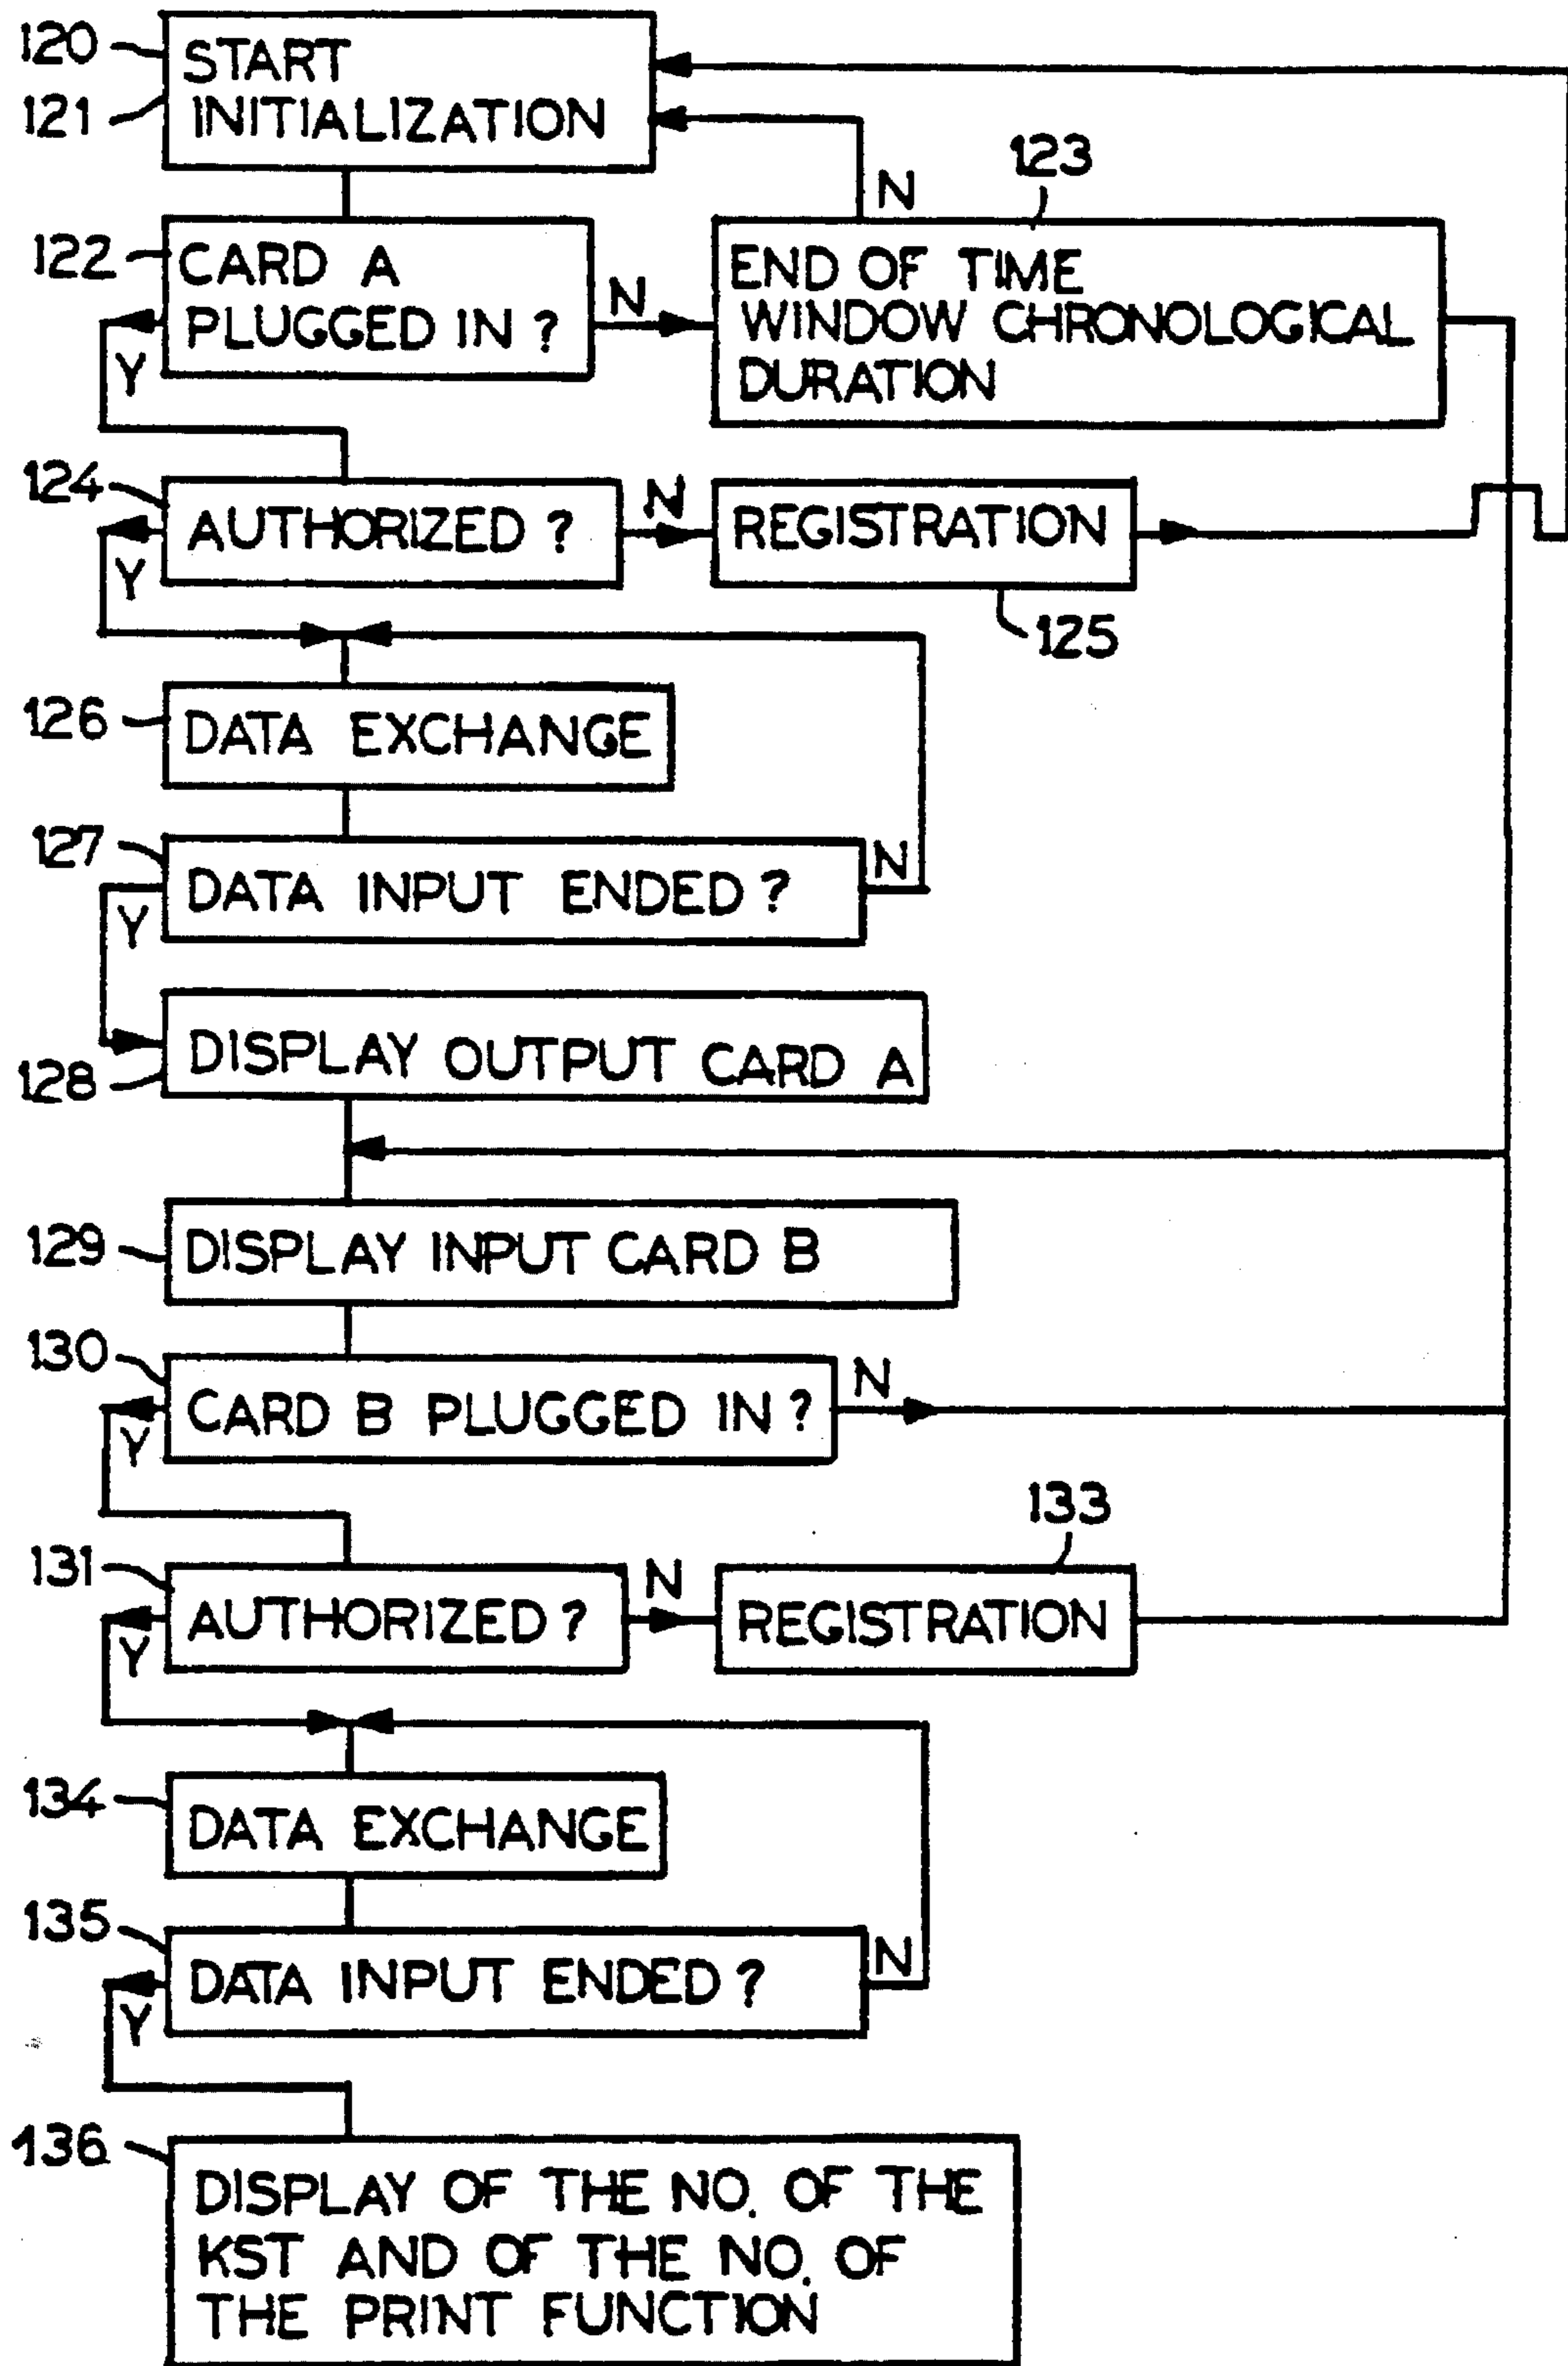 120
START
121
INITIALIZATION
N
123
122
CARD A
PLUGGED IN ?
N
Y
END OF TIME
WINDOW CHRONOLOGICAL
DURATION
124
AUTHORIZED ?
N
Y
REGISTRATION
125
126
DATA EXCHANGE
127
DATA INPUT ENDED ?
N
Y
DISPLAY OUTPUT CARD A
128
129
DISPLAY INPUT CARD B
130
CARD B PLUGGED IN ?
N
Y
133
131
AUTHORIZED ?
N
Y
REGISTRATION
134
DATA EXCHANGE
135
DATA INPUT ENDED ?
N
Y
136
DISPLAY OF THE NO. OF THE
KST AND OF THE NO. OF
THE PRINT FUNCTION